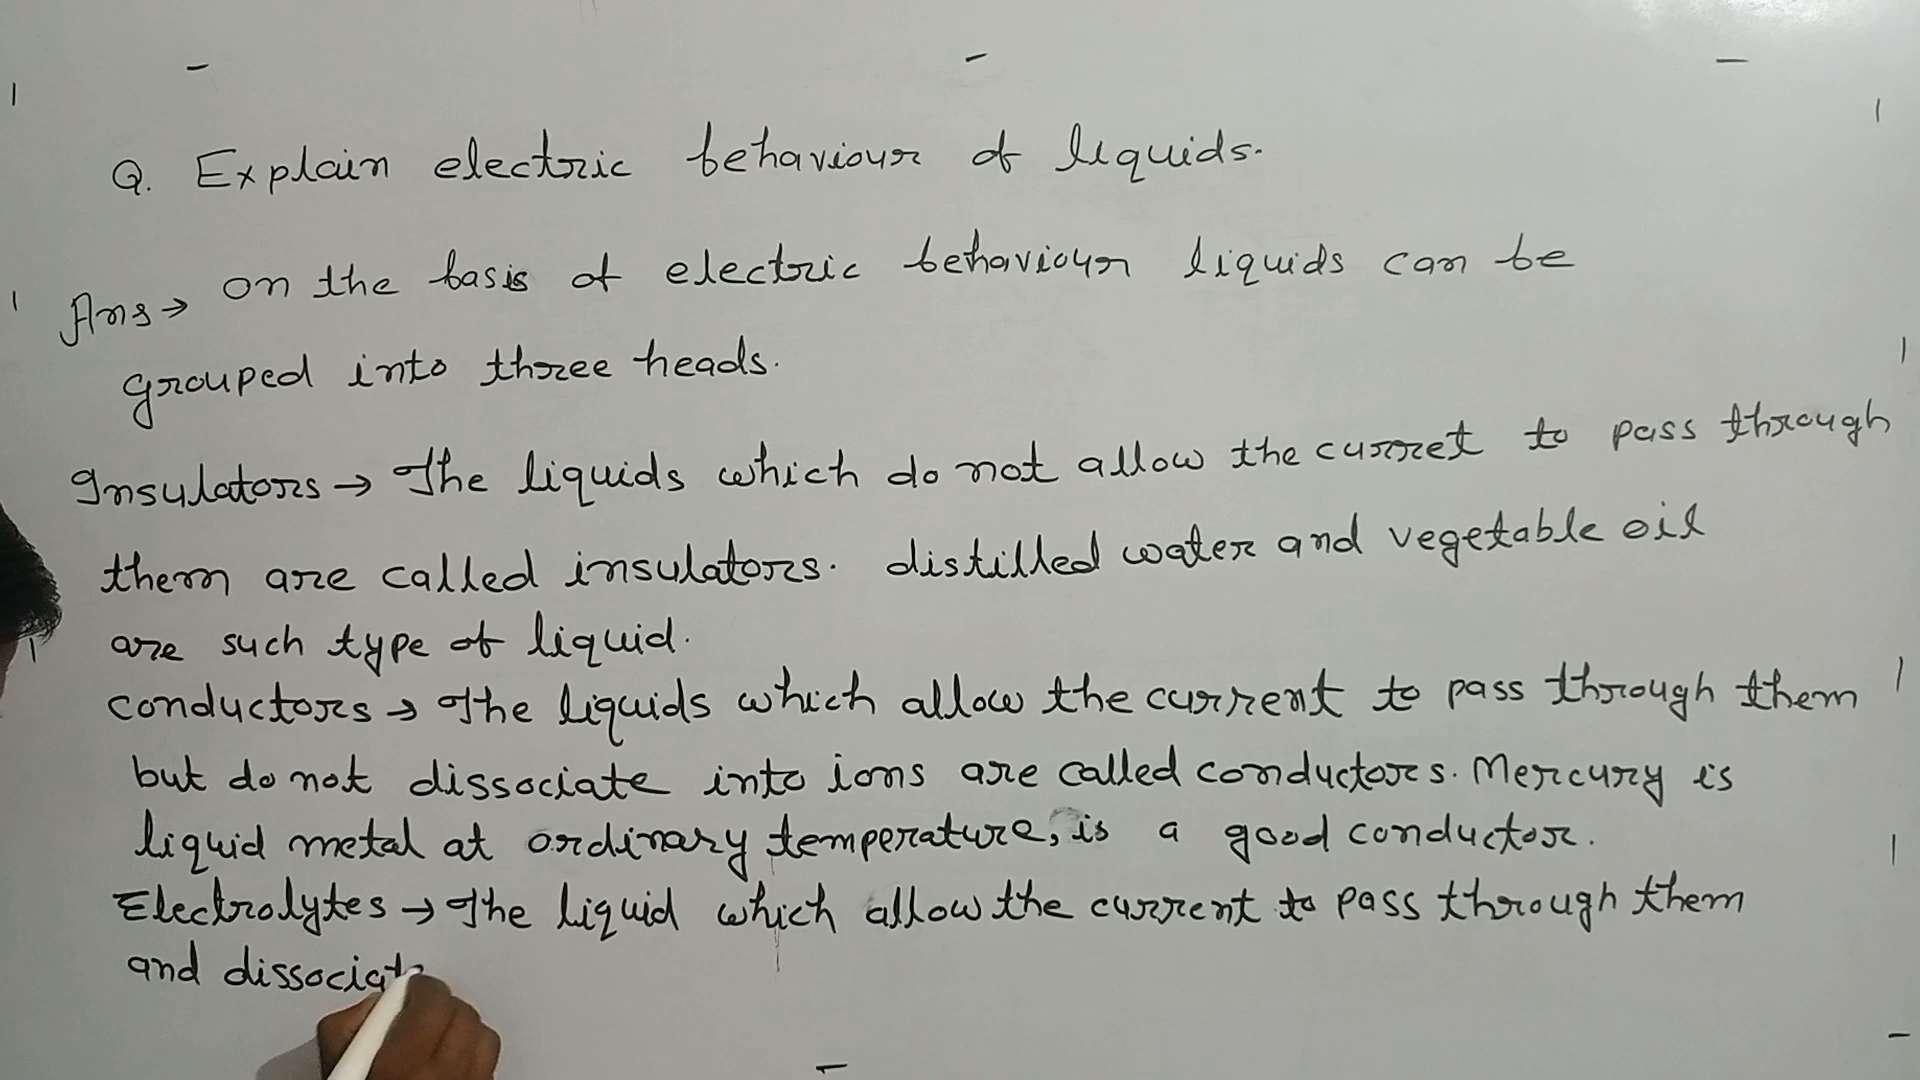 Q. Explain electric behaviour of liquids.
Ans→ on the basis of electric behaviour liquids can be
grouped into three heads.
Insulators → The liquids which do not allow the curret to pass through
them are called insulators. distilled water and vegetable oil
are such type of liquid.
conductors → The liquids which allow the current to pass through them
but do not dissociate into ions are called conductors. Mercury is
liquid metal at ordinary temperature, is a good conductor.
Electrolytes → The liquid which allow the current to pass through them
and dissociat